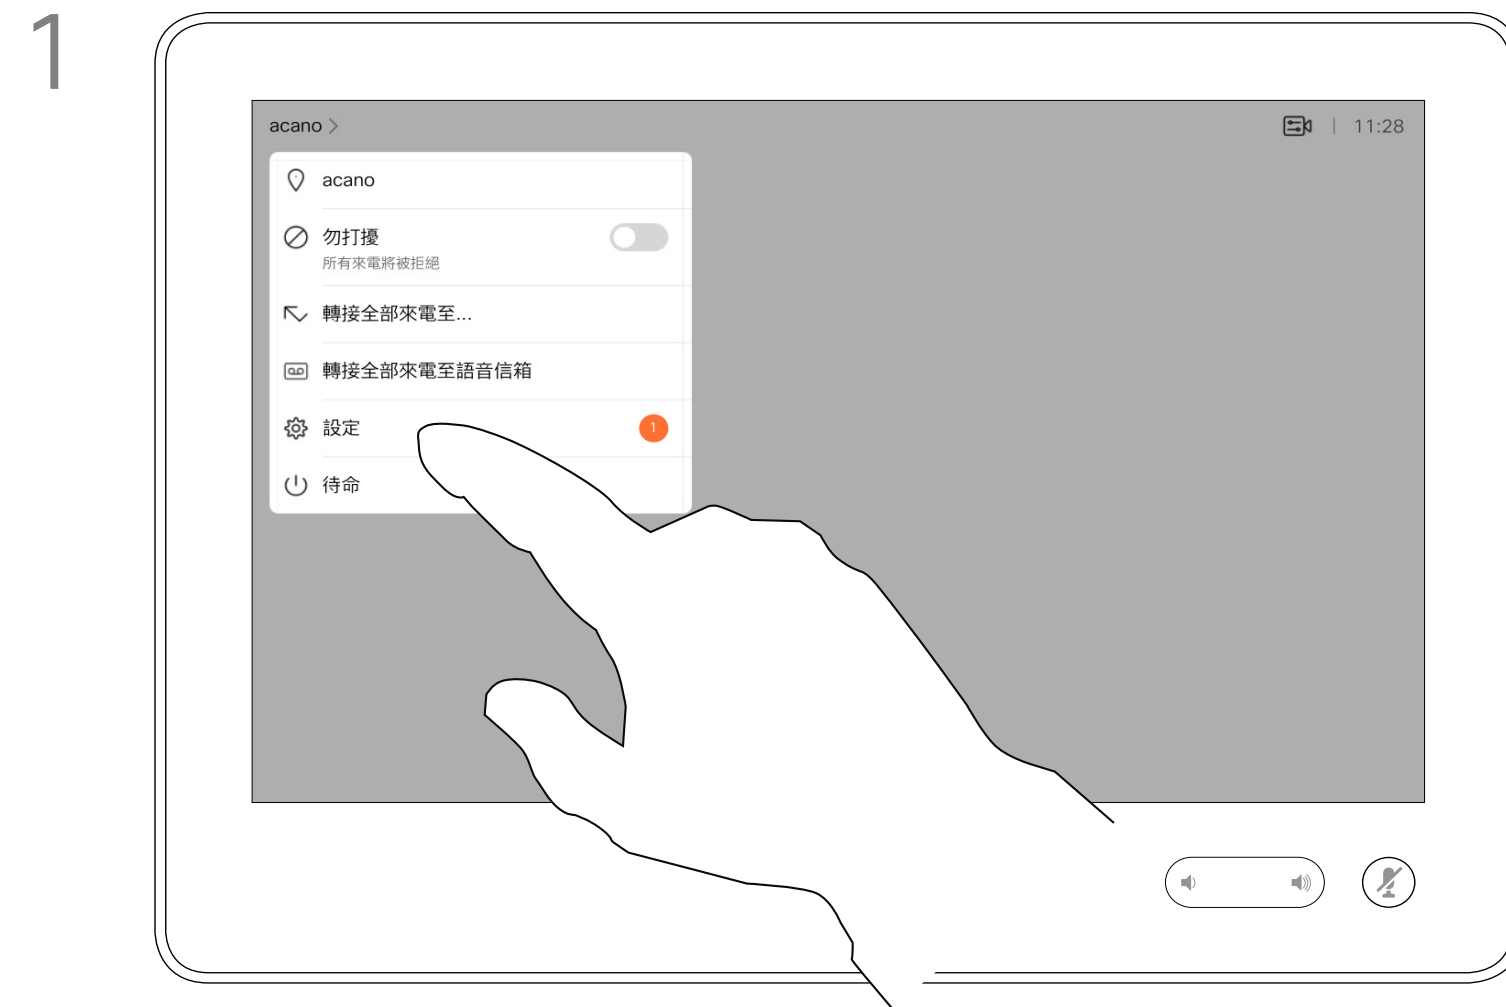 1
acano >
11:28
acano
勿打擾
所有來電將被拒絕
轉接全部來電至...
轉接全部來電至語音信箱
設定
1
待命